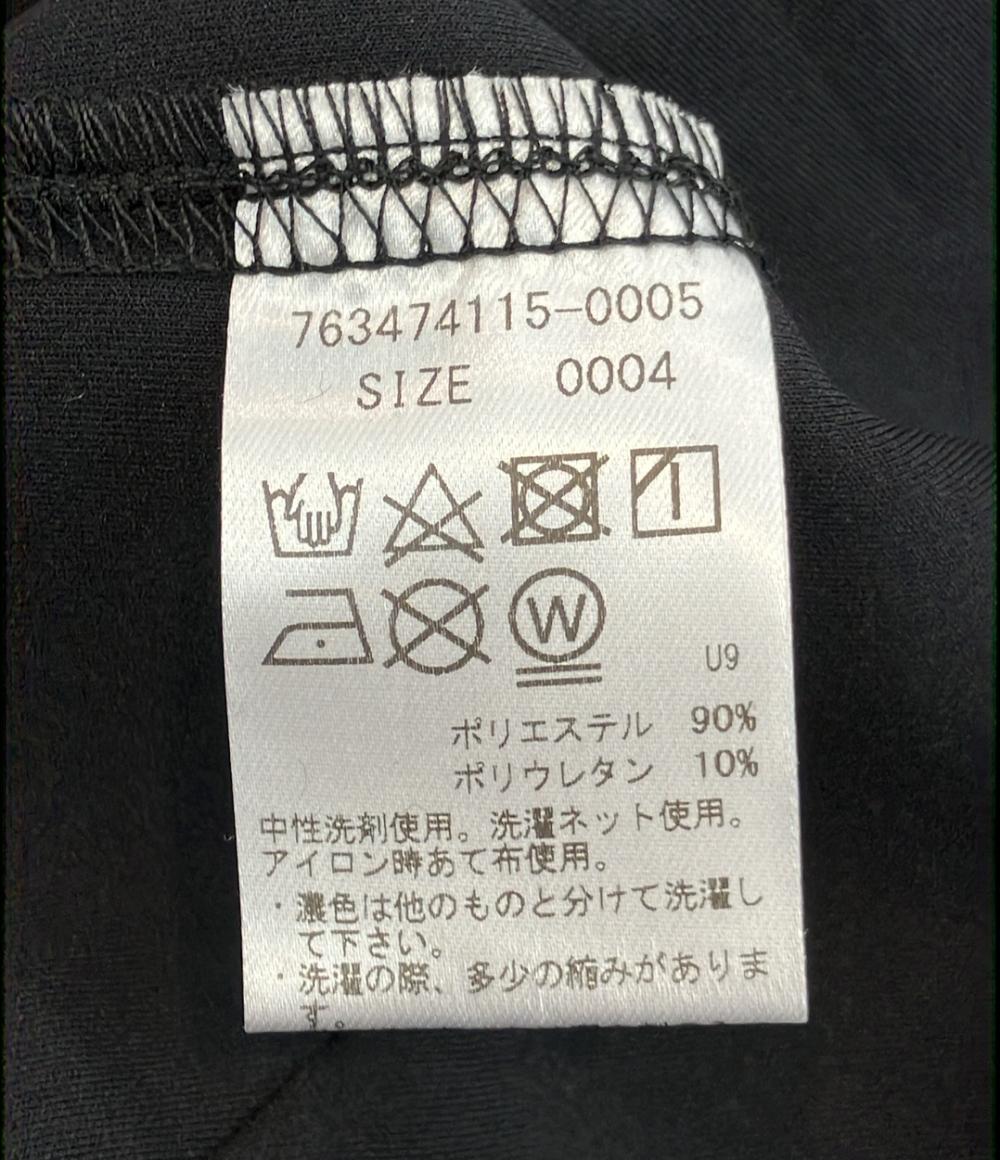 763474115-0005
SIZE 0004
W
U9
ポリエステル 90%
ポリウレタン 10%
中性洗剤使用。洗濯ネット使用。
アイロン時あて布使用。
・濃色は他のものと分けて洗濯し
て下さい。
・洗濯の際、多少の縮みがありま
す。